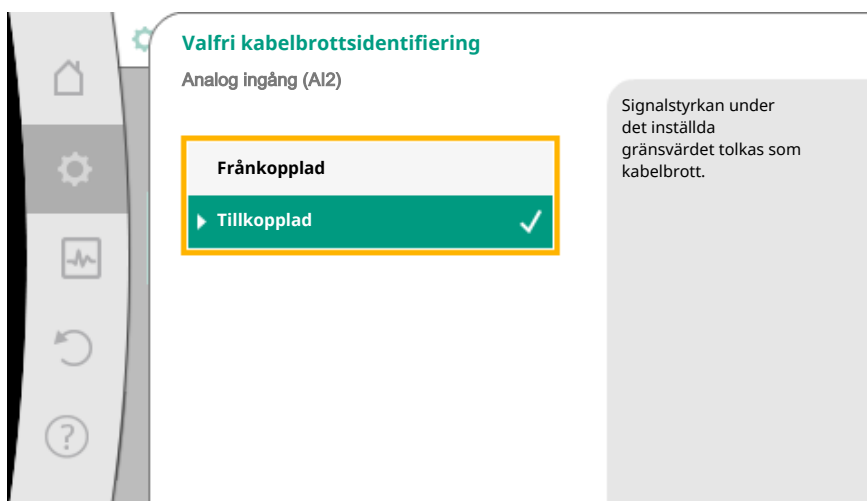 Valfri kabelbrottsidentifiering
Analog ingång (AI2)
Frånkopplad
Tillkopplad
Signalstyrkan under
det inställda
gränsvärdet tolkas som
kabelbrott.
?